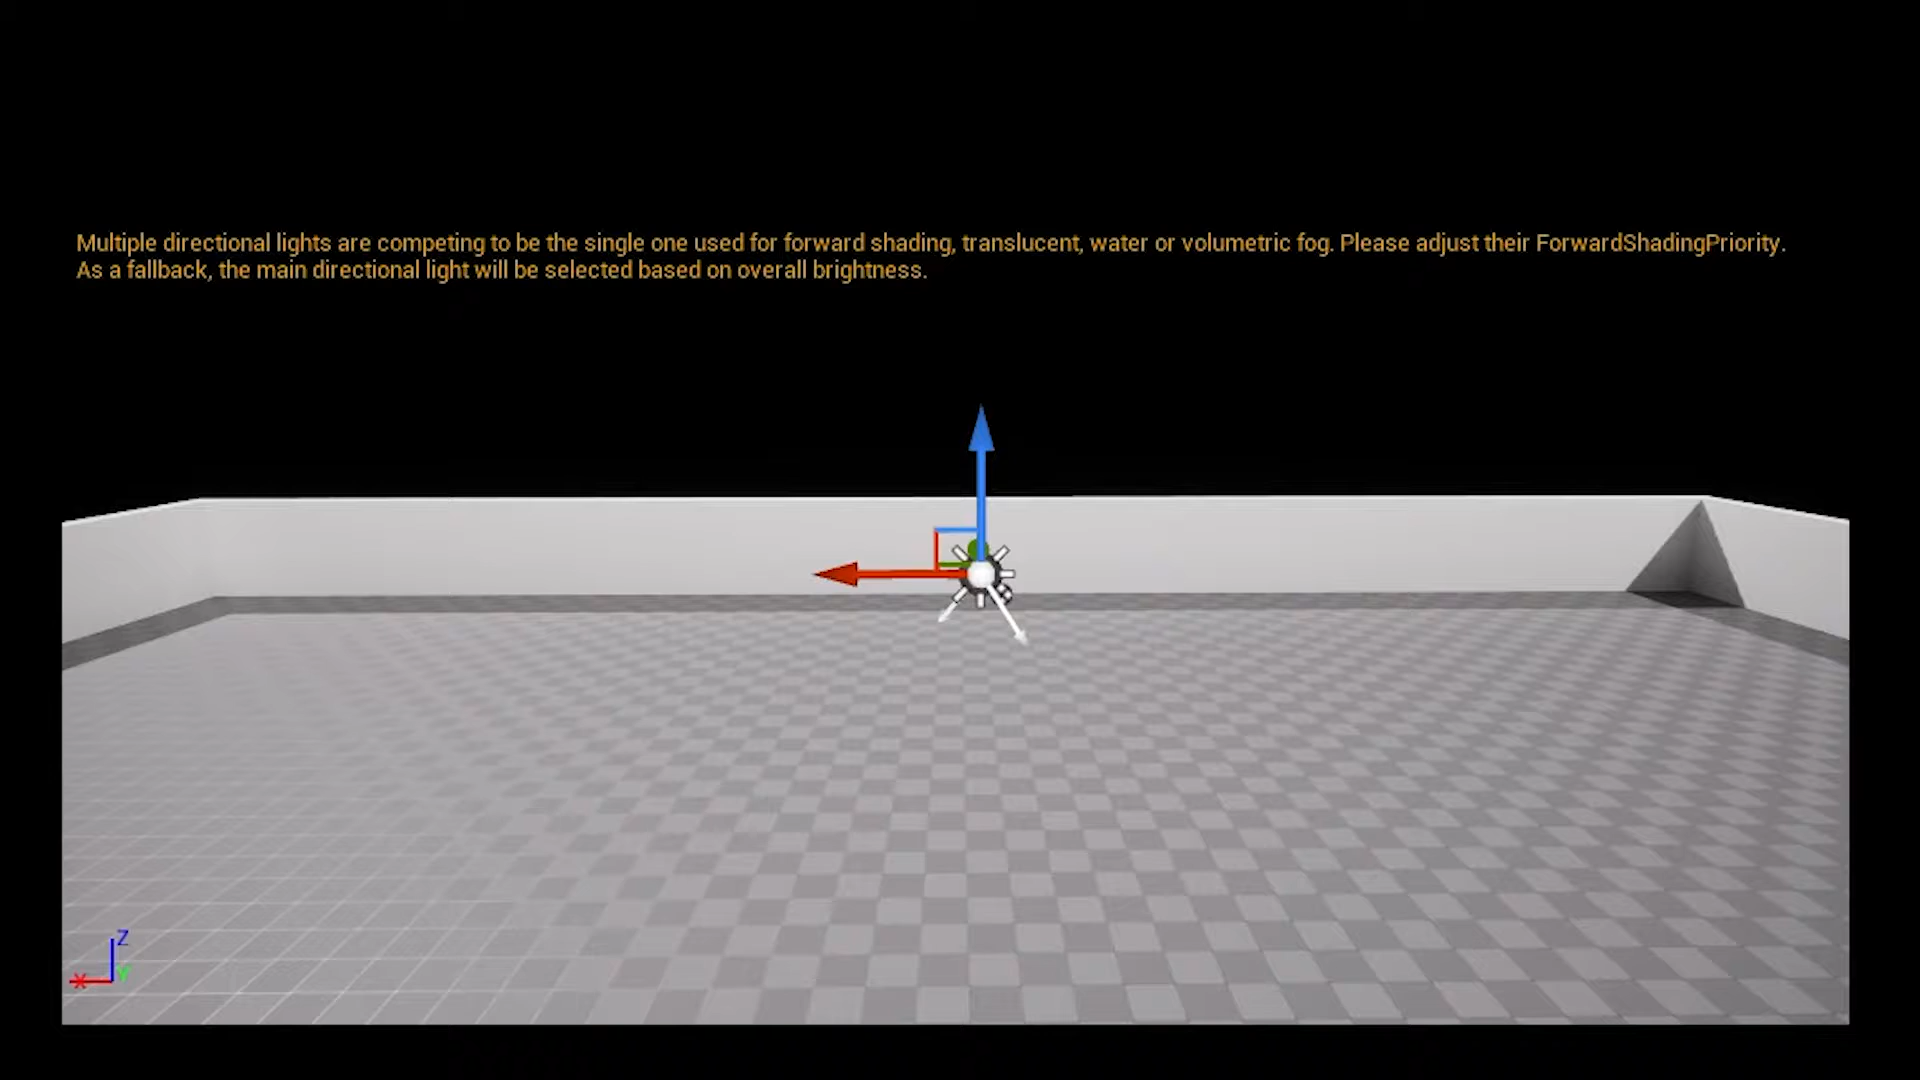 Multiple directional lights are competing to be the single one used for forward shading, translucent, water or volumetric fog. Please adjust their ForwardShadingPriority.
As a fallback, the main directional light will be selected based on overall brightness.
Z
X Y